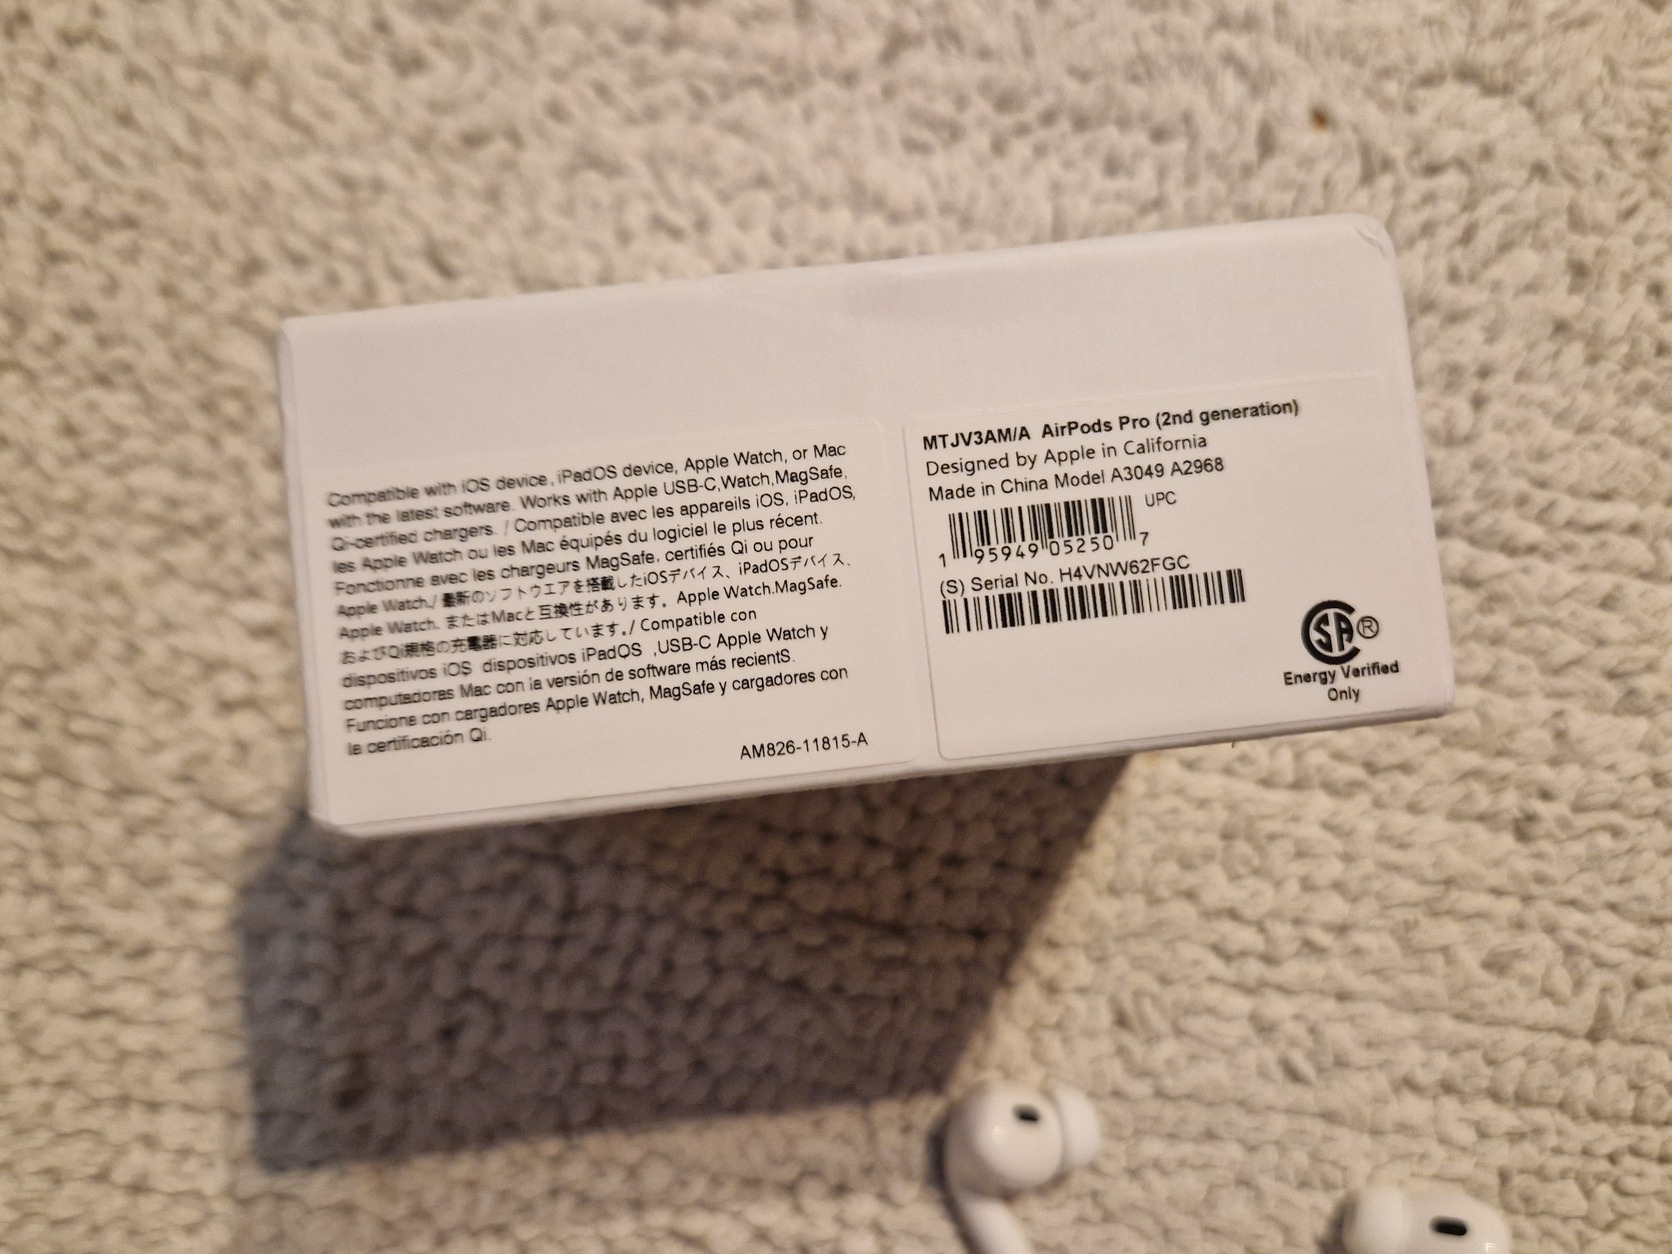 Compatible with iOS device, iPadOS device, Apple Watch, or Mac
with the latest software. Works with Apple USB-C,Watch,MagSafe,
Qi-certified chargers. / Compatible avec les appareils iOS, iPadOS,
les Apple Watch ou les Mac équipés du logiciel le plus récent.
Fonctionne avec les chargeurs MagSafe, certifiés Qi ou pour
Apple Watch./ 最新のソフトウエアを搭載したiOSデバイス、iPadOSデバイス、
Apple Watch. またはMacと互換性があります。Apple Watch.MagSafe.
およびQi規格の充電器に対応しています。/ Compatible con
dispositivos iOS dispositivos iPadOS ,USB-C Apple Watch y
computadoras Mac con la versión de software más recientS.
Funciona con cargadores Apple Watch, MagSafe y cargadores con
la certificación Qi.
AM826-11815-A
MTJV3AM/A AirPods Pro (2nd generation)
Designed by Apple in California
Made in China Model A3049 A2968
UPC
1 95949 05250 7
(S) Serial No. H4VNW62FGC
SA ®
Energy Verified
Only